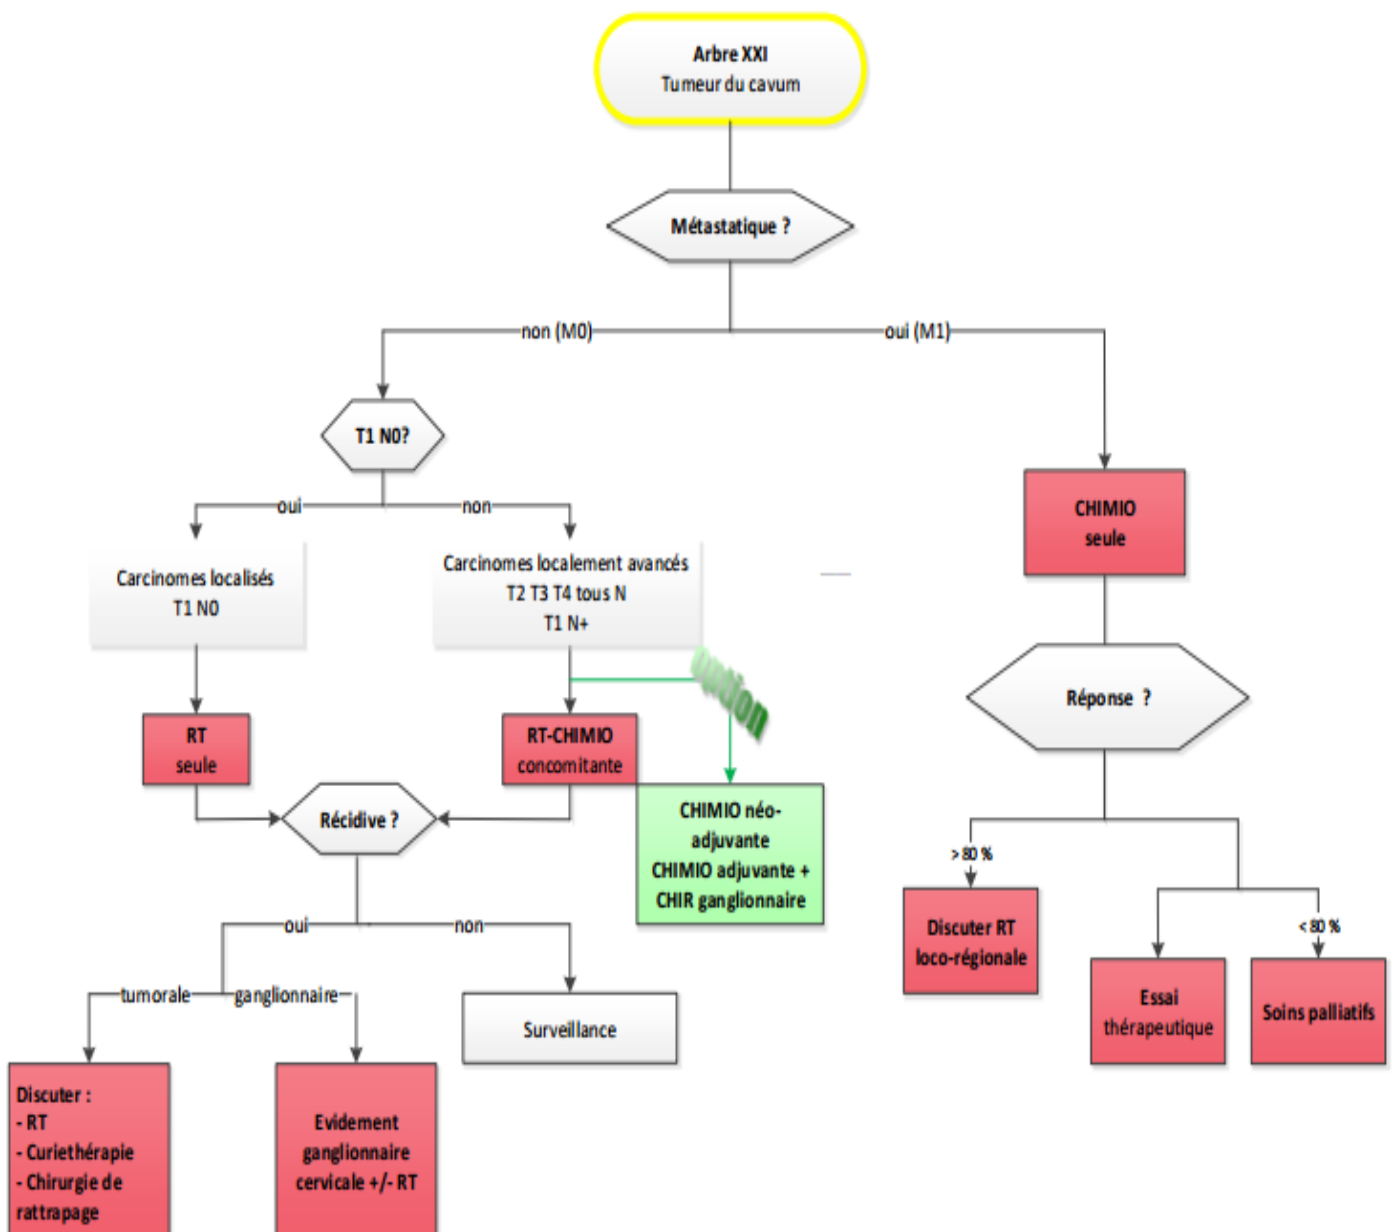 Arbre XXI
Tumeur du cavum
Métastatique ?
non (M0)
oui (M1)
T1 N0?
oui
non
Carcinomes localisés
T1 N0
Carcinomes localement avancés
T2 T3 T4 tous N
T1 N+
option
RT
seule
RT-CHIMIO
concomitante
CHIMIO néo-
adjuvante
CHIMIO adjuvante +
CHIR ganglionnaire
Récidive ?
oui
non
tumorale
ganglionnaire
Surveillance
Discuter :
- RT
- Curiethérapie
- Chirurgie de
rattrapage
Evidement
ganglionnaire
cervicale +/- RT
CHIMIO
seule
Réponse ?
> 80 %
< 80 %
Discuter RT
loco-régionale
Essai
thérapeutique
Soins palliatifs